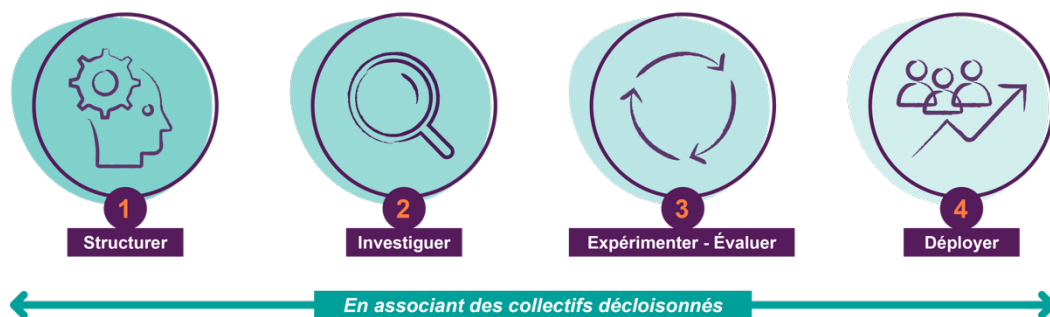 1
Structurer
2
Investiguer
3
Expérimenter - Évaluer
4
Déployer
En associant des collectifs décloisonnés